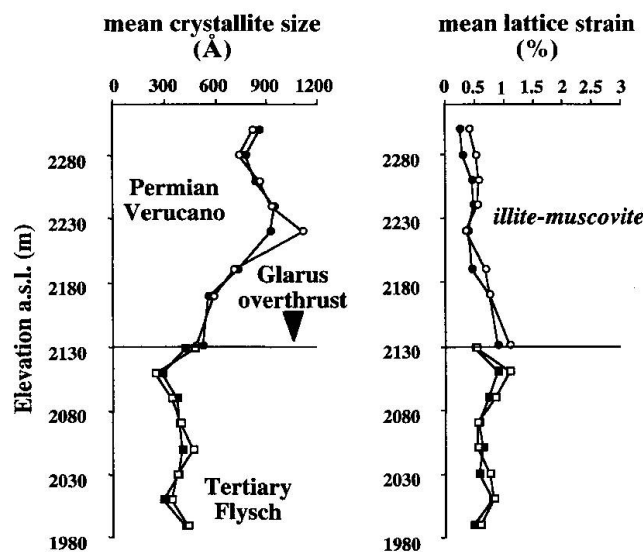 mean crystallite size
(Å)
0 300 600 900 1200
mean lattice strain
(%)
0 0.5 1 1.5 2 2.5 3
Elevation a.s.l. (m)
2280
2230
2180
2130
2080
2030
1980
Permian
Verucano
Glarus
overthrust
Tertiary
Flysch
2280
2230
illite-muscovite
2180
2130
2080
2030
1980